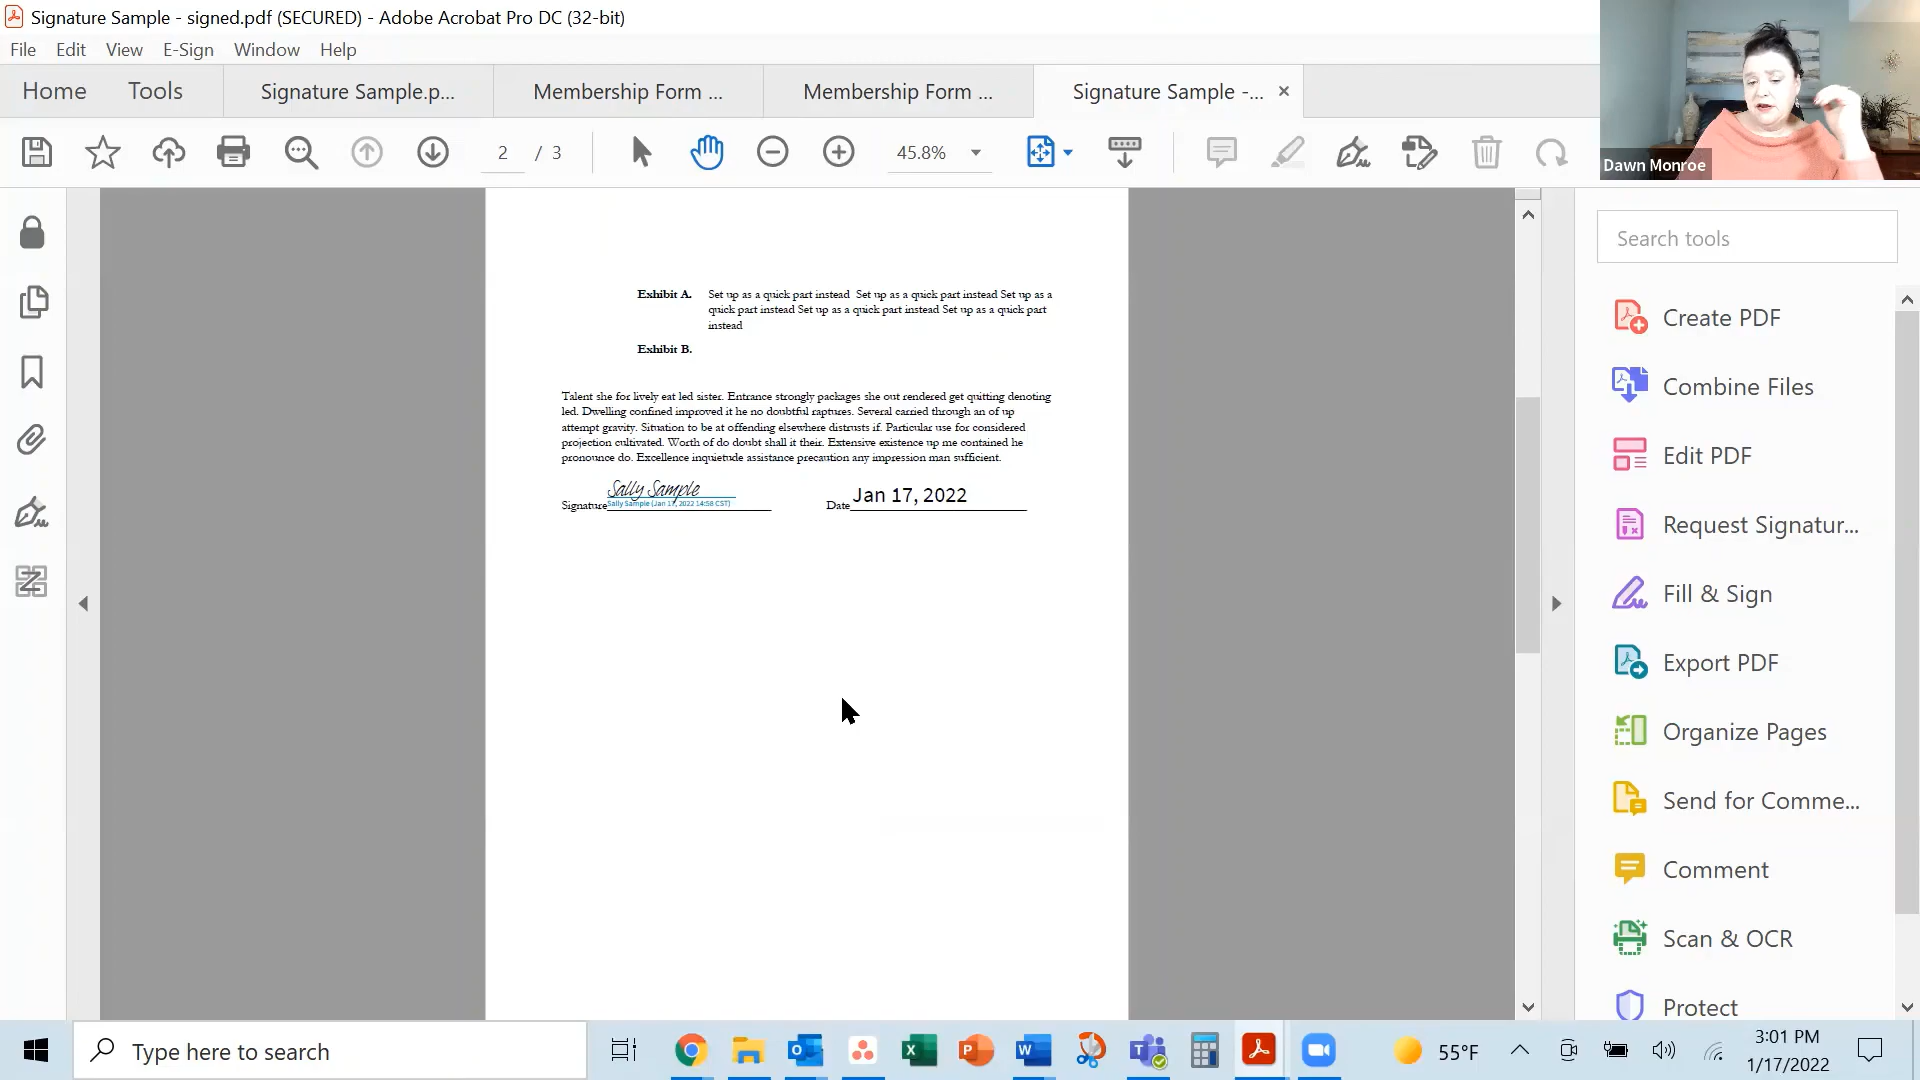 Signature Sample - signed.pdf (SECURED) - Adobe Acrobat Pro DC (32-bit)
File Edit View E-Sign Window Help
Home Tools Signature Sample.p... Membership Form ... Membership Form ... Signature Sample -... ×
2 / 3 45.8%
Dawn Monroe
Search tools
Exhibit A. Set up as a quick part instead Set up as a quick part instead Set up as a
quick part instead Set up as a quick part instead Set up as a quick part
instead
Exhibit B.
Talent she for lively eat led sister. Entrance strongly packages she out rendered get quitting denoting
led. Dwelling confined improved it he no doubtful raptures. Several carried through an of up
attempt gravity. Situation to be at offending elsewhere distrusts if. Particular use for considered
projection cultivated. Worth of do doubt shall it their. Extensive existence up me contained he
pronounce do. Excellence inquietude assistance precaution any impression man sufficient.
Sally Sample
Signature Sally Sample (Jan 17, 2022 14:58 CST)
Date Jan 17, 2022
Create PDF
Combine Files
Edit PDF
Request Signatur...
Fill & Sign
Export PDF
Organize Pages
Send for Comme...
Comment
Scan & OCR
Protect
Type here to search
55°F
3:01 PM
1/17/2022